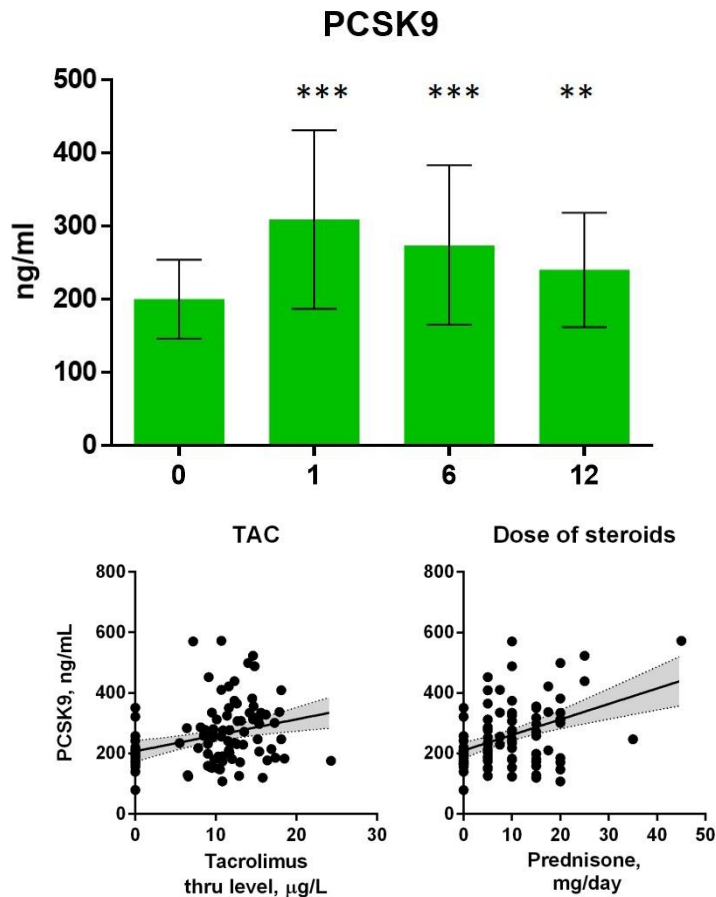 PCSK9
500
400
300
200
100
0
ng/ml
*** *** **
0 1 6 12
TAC
800
600
400
200
0
PCSK9, ng/mL
0 10 20 30
Tacrolimus
thru level, μg/L
Dose of steroids
800
600
400
200
0
0 10 20 30 40 50
Prednisone,
mg/day